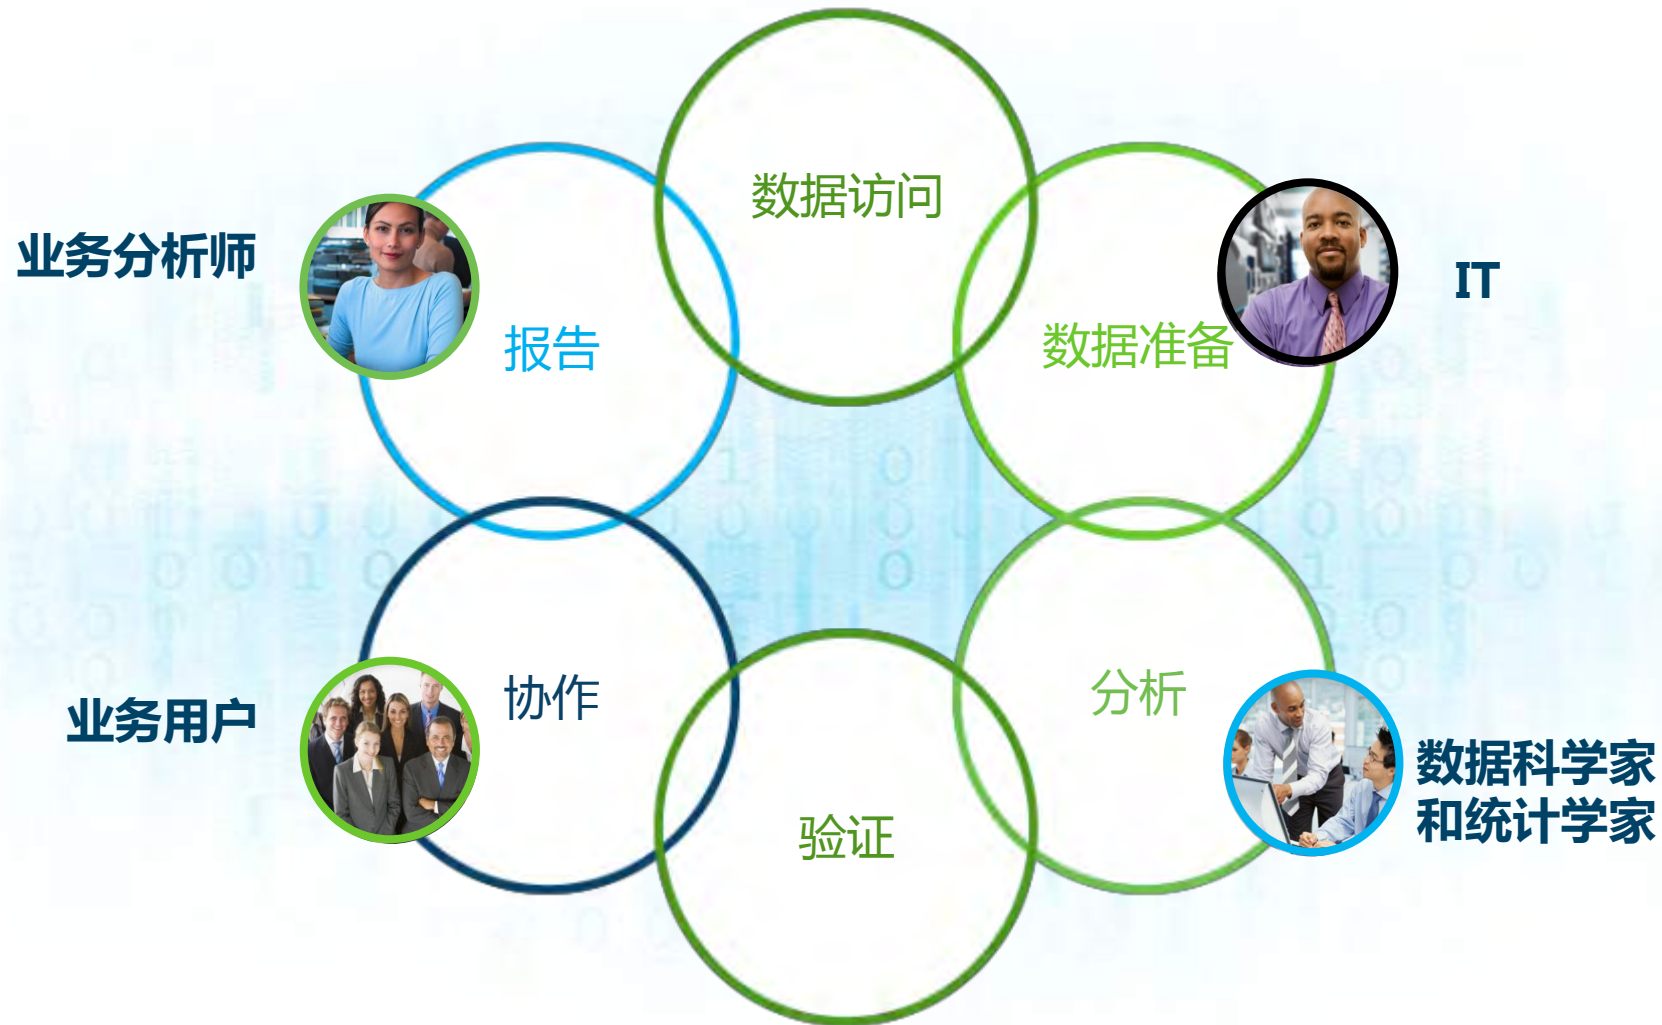 数据访问
业务分析师
IT
报告
数据准备
协作
分析
业务用户
数据科学家
和统计学家
验证